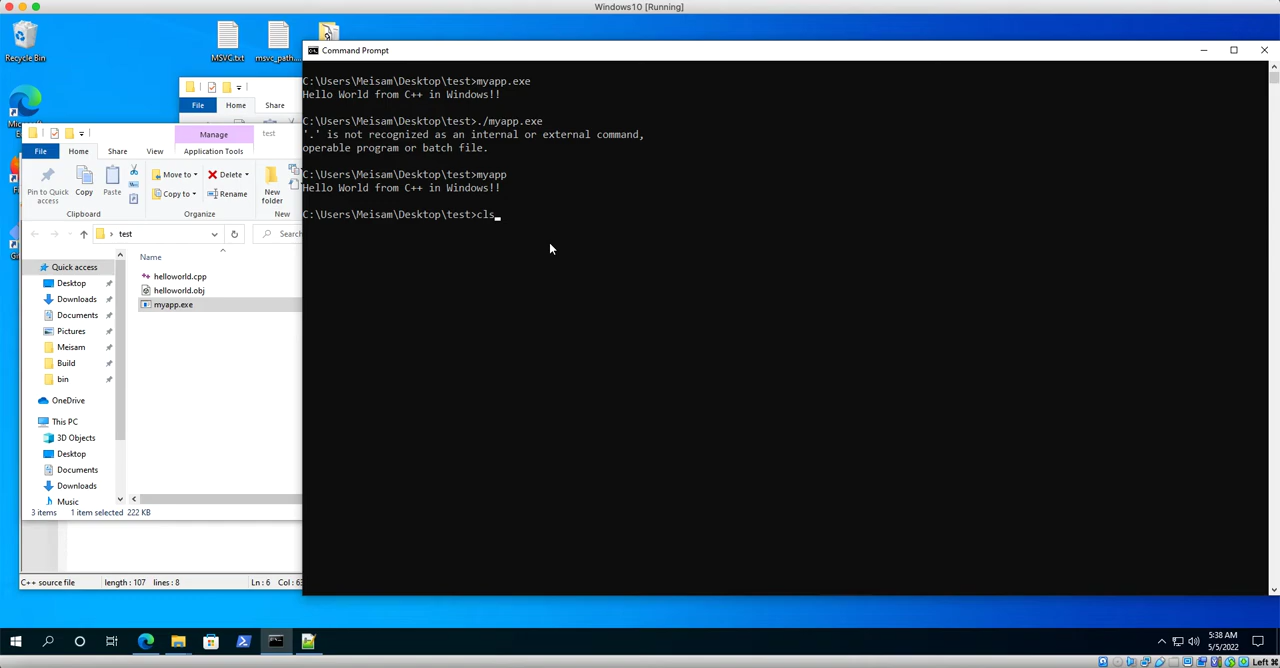 Windows10 [Running]
Recycle Bin
MSVC.txt
msvc_path....
Command Prompt
C:\Users\Meisam\Desktop\test>myapp.exe
Hello World from C++ in Windows!!
C:\Users\Meisam\Desktop\test>./myapp.exe
'.' is not recognized as an internal or external command,
operable program or batch file.
C:\Users\Meisam\Desktop\test>myapp
Hello World from C++ in Windows!!
C:\Users\Meisam\Desktop\test>cls
File
Home
Share
Manage
test
File
Home
Share
View
Application Tools
Pin to Quick
access
Copy
Paste
Move to
Copy to
Delete
Rename
New
folder
Clipboard
Organize
New
test
Search
Name
Quick access
Desktop
Downloads
Documents
Pictures
Meisam
Build
bin
OneDrive
This PC
3D Objects
Desktop
Documents
Downloads
Music
helloworld.cpp
helloworld.obj
myapp.exe
3 items
1 item selected 222 KB
C++ source file
length : 107
lines : 8
Ln : 6
5:38 AM
5/5/2022
Left ⌘